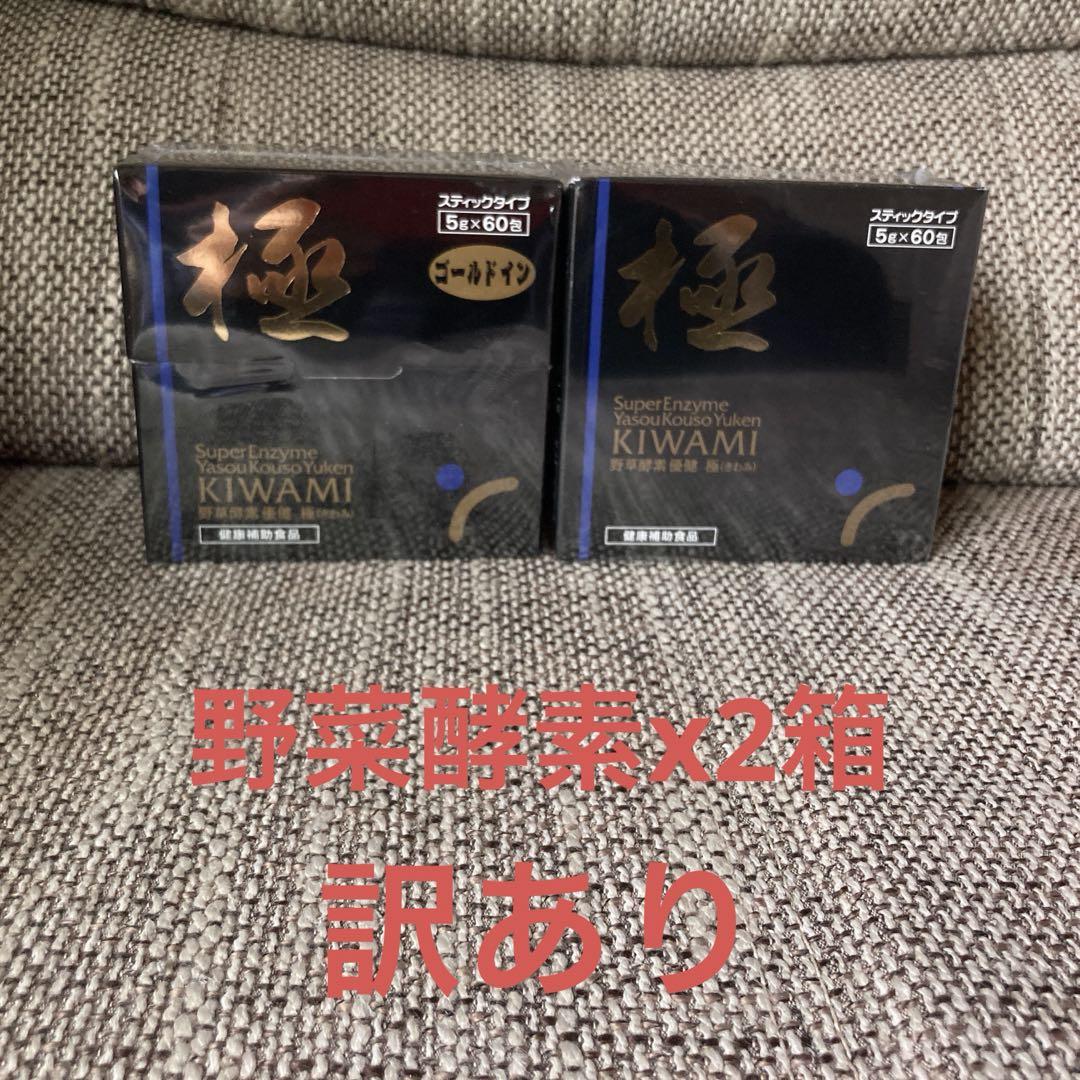 極
スティックタイプ
5g×60包
ゴールドイン
Super Enzyme
Yasou Kouso Yuken
KIWAMI
野草酵素優健 極(きわみ)
健康補助食品
極
スティックタイプ
5g×60包
Super Enzyme
Yasou Kouso Yuken
KIWAMI
野草酵素優健 極(きわみ)
健康補助食品
野菜酵素x2箱
訳あり